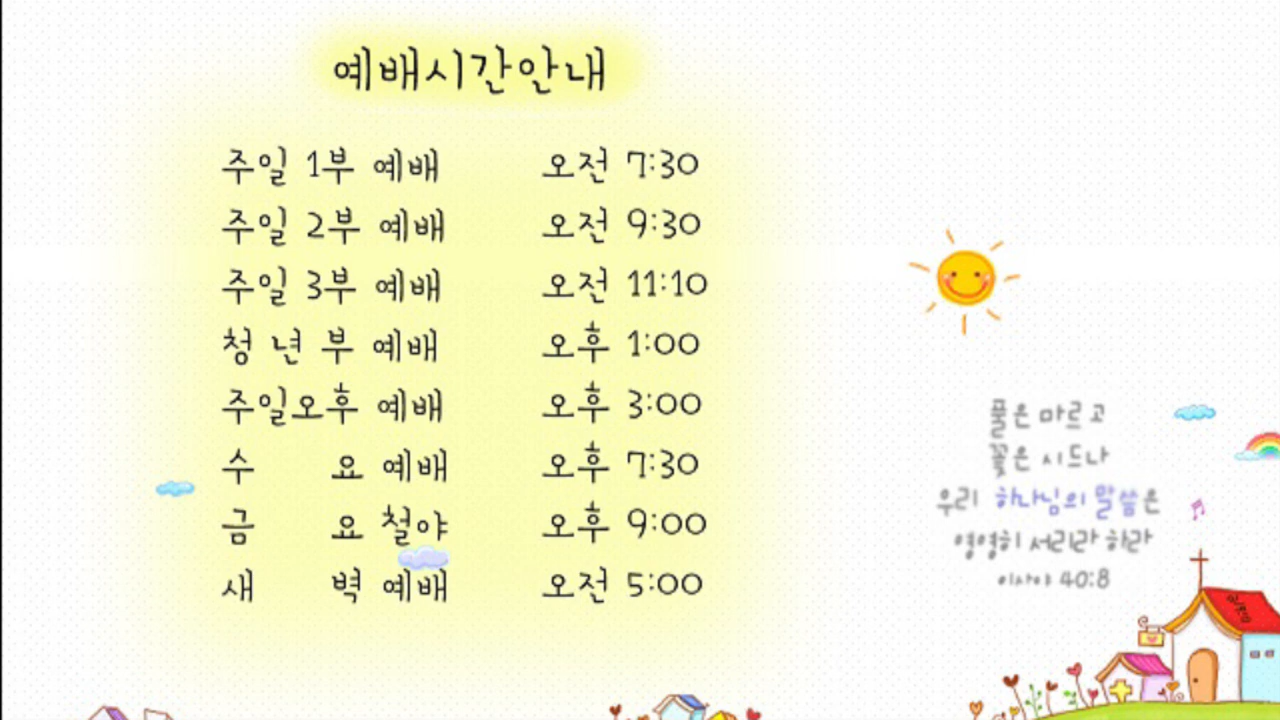 예배시간안내
주일 1부 예배 오전 7:30
주일 2부 예배 오전 9:30
주일 3부 예배 오전 11:10
청 년 부 예배 오후 1:00
주일오후 예배 오후 3:00
수 요 예배 오후 7:30
금 요 철야 오후 9:00
새 벽 예배 오전 5:00
풀은 마르고
꽃은 시드나
우리 하나님의 말씀은
영영히 서리라 하라
이사야 40:8